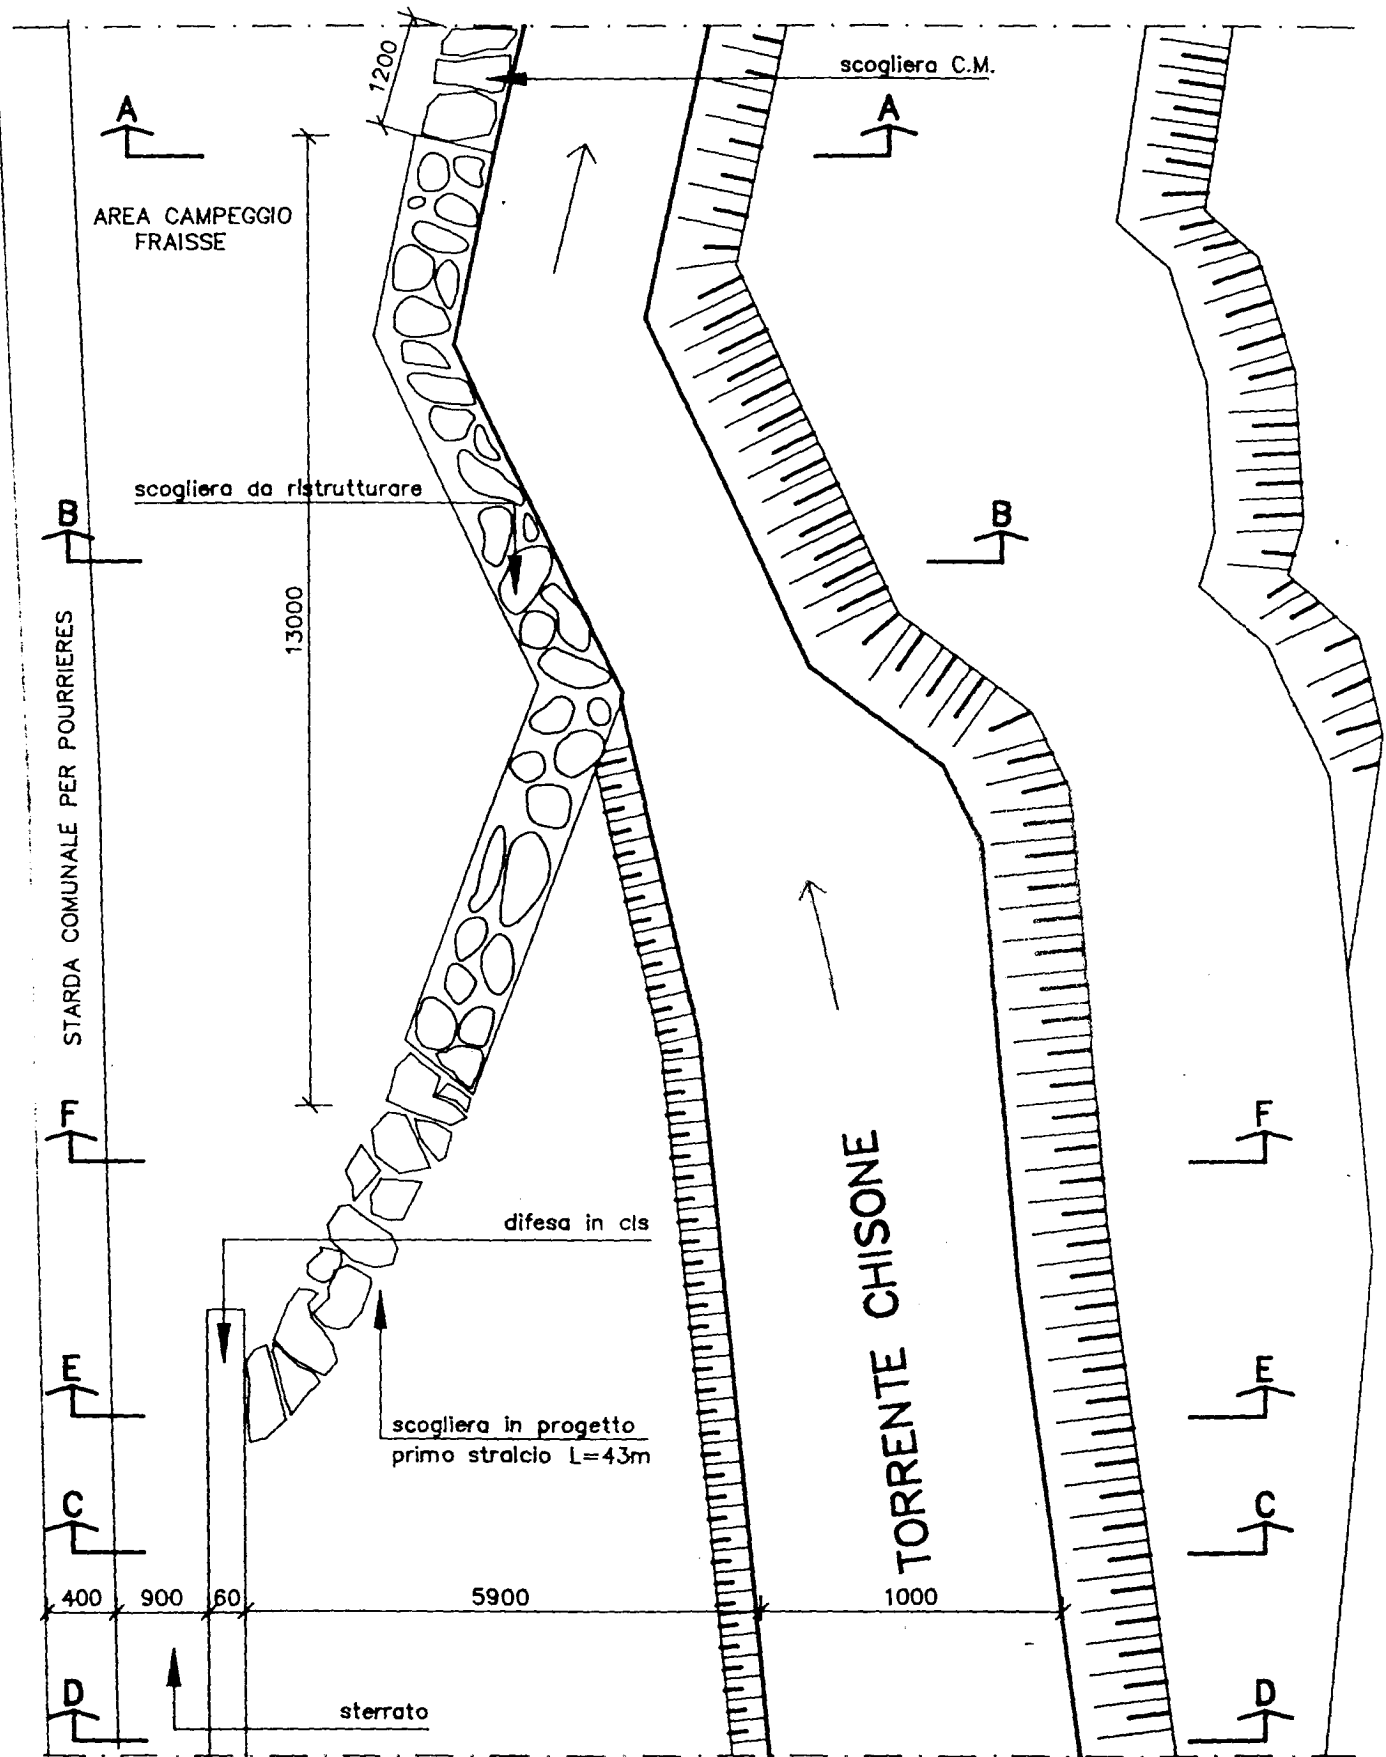 1200
scogliera C.M.
A
A
AREA CAMPEGGIO
FRAISSE
scogliera da ristrutturare
B
B
13000
STARDA COMUNALE PER POURRIERES
F
F
TORRENTE CHISONE
difesa in cls
E
E
scogliera in progetto
primo stralcio L=43m
C
C
400 900 60 5900 1000
D
D
sterrato